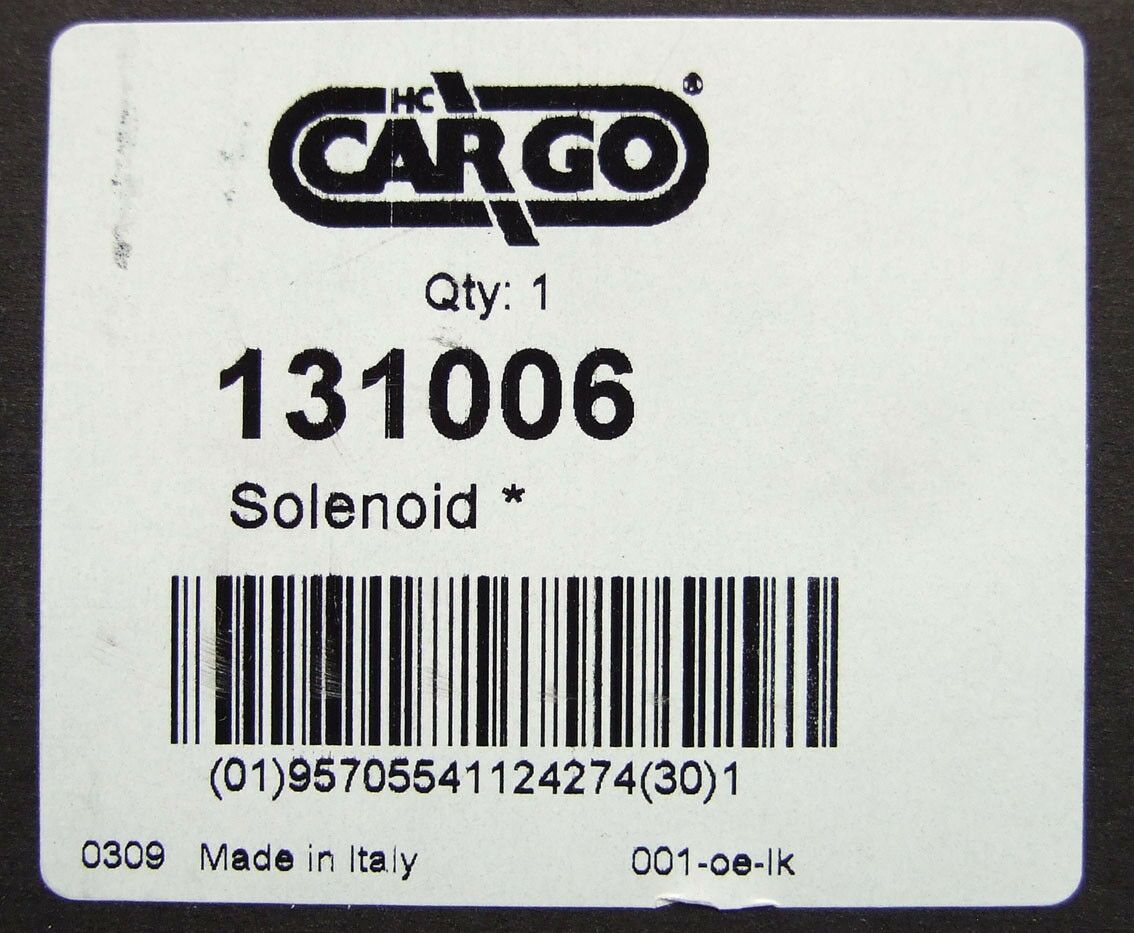 HC
CARGO®
Qty: 1
131006
Solenoid *
(01)95705541124274(30)1
0309 Made in Italy 001-oe-lk